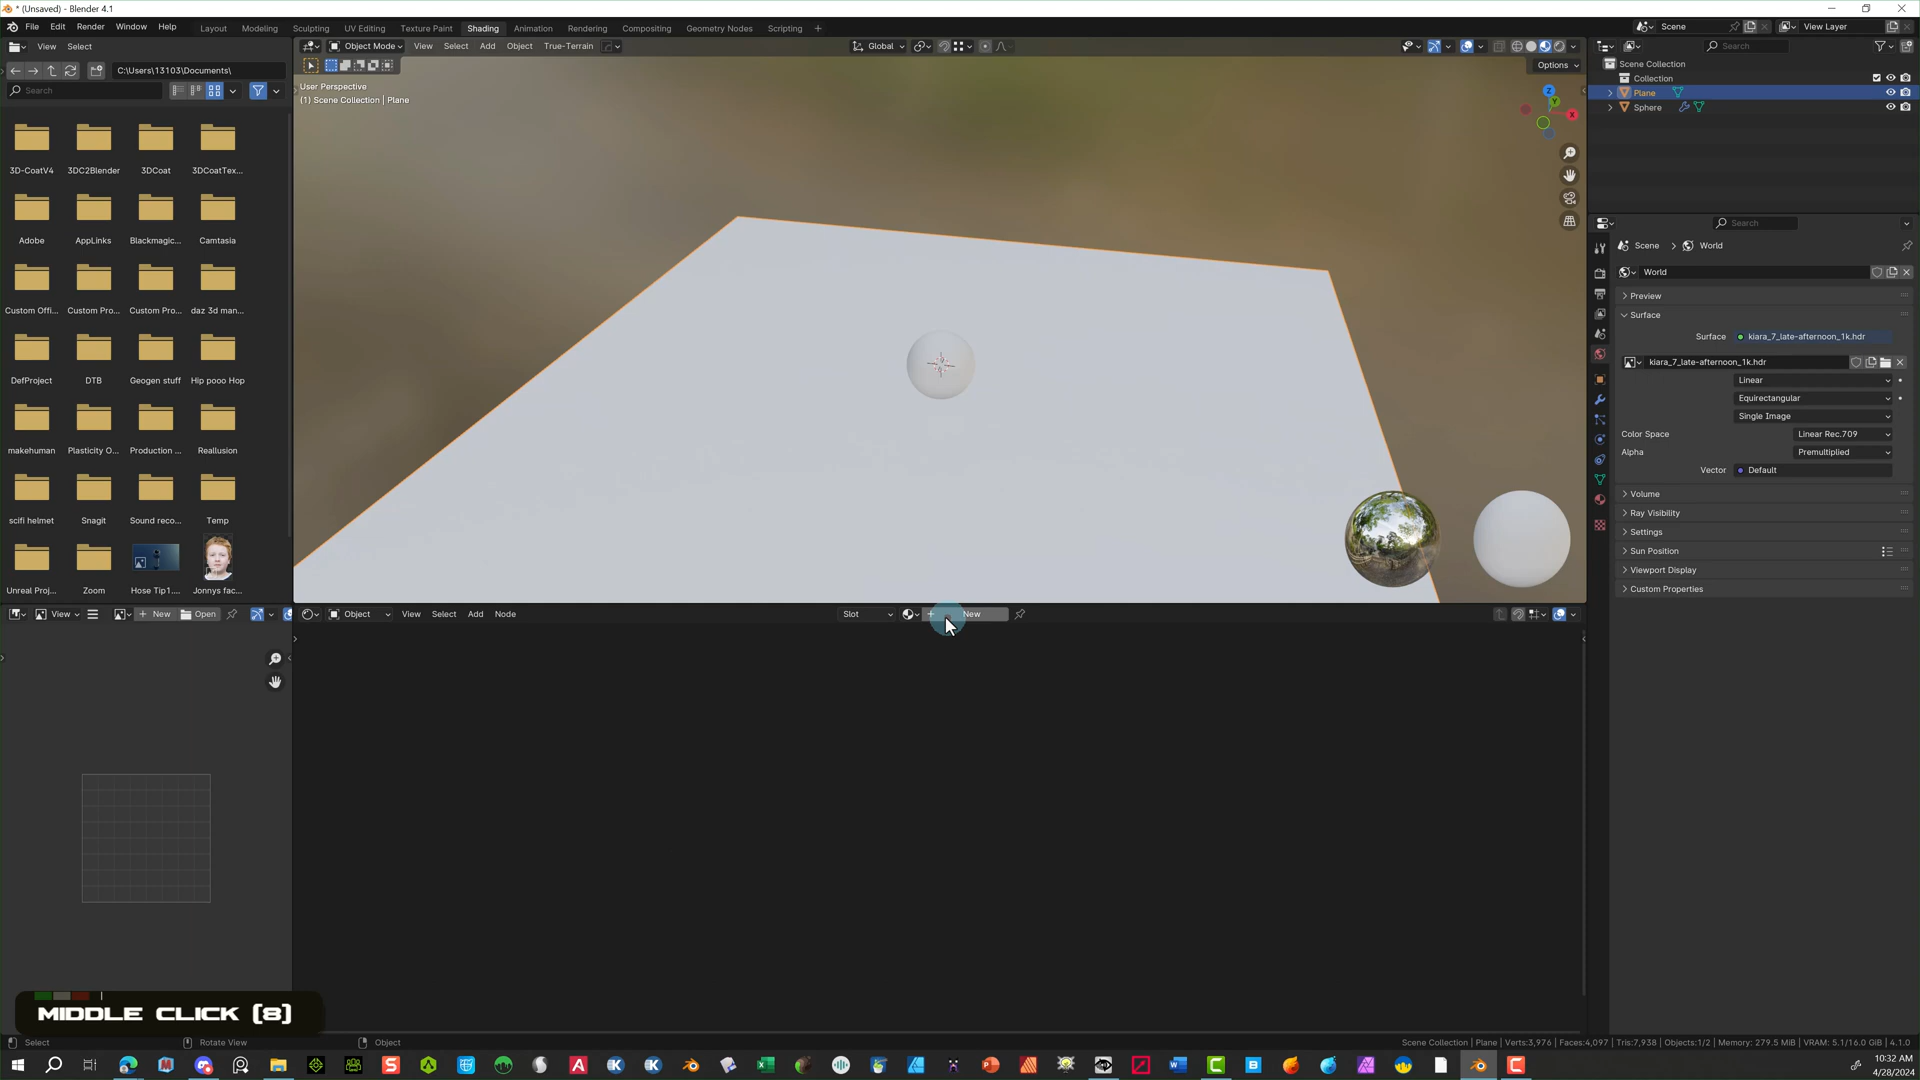 * (Unsaved) - Blender 4.1
File Edit Render Window Help
Layout Modeling Sculpting UV Editing Texture Paint Shading Animation Rendering Compositing Geometry Nodes Scripting +
Scene
View Layer
View Select
Object Mode View Select Add Object True-Terrain
Global
Search
C:\Users\13103\Documents\
Options
Search
User Perspective
(1) Scene Collection | Plane
Scene Collection
Collection
Plane
Sphere
Z
Y
X
3D-CoatV4 3DC2Blender 3DCoat 3DCoatTex...
Adobe AppLinks Blackmagic... Camtasia
Custom Offi... Custom Pro... Custom Pro... daz 3d man...
DefProject DTB Geogen stuff Hip pooo Hop
makehuman Plasticity O... Production ... Reallusion
scifi helmet Snagit Sound reco... Temp
Unreal Proj... Zoom Hose Tip1.... Jonnys fac...
Search
Scene > World
World
Preview
Surface
Surface kiara_7_late-afternoon_1k.hdr
kiara_7_late-afternoon_1k.hdr
Linear
Equirectangular
Single Image
Color Space Linear Rec.709
Alpha Premultiplied
Vector Default
Volume
Ray Visibility
Settings
Sun Position
Viewport Display
Custom Properties
View + New Open
Object View Select Add Node
Slot + New
MIDDLE CLICK (8)
Select Rotate View Object
Scene Collection | Plane | Verts:3,976 | Faces:4,097 | Tris:7,938 | Objects:1/2 | Memory: 279.5 MiB | VRAM: 5.1/16.0 GiB | 4.1.0
10:32 AM
4/28/2024